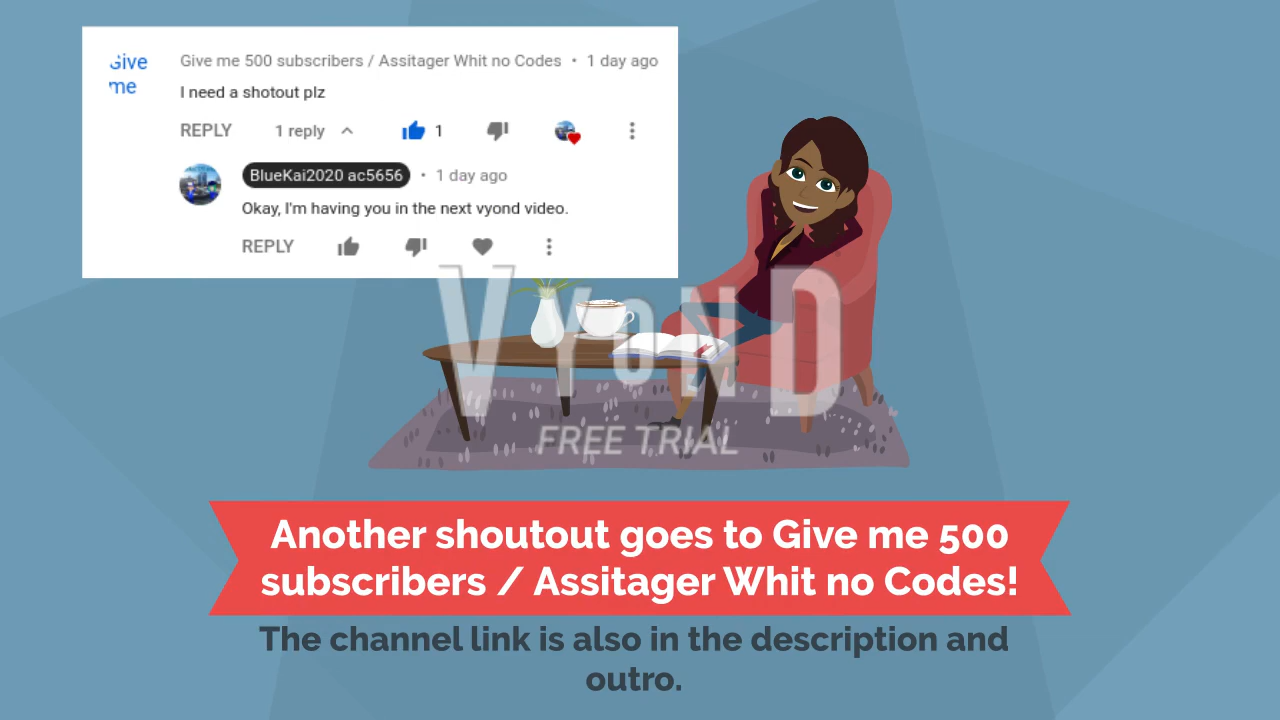 Give me
Give me 500 subscribers / Assitager Whit no Codes • 1 day ago
I need a shotout plz
REPLY 1 reply 1
BlueKai2020 ac5656 • 1 day ago
Okay, I'm having you in the next vyond video.
REPLY
VYOND
FREE TRIAL
Another shoutout goes to Give me 500
subscribers / Assitager Whit no Codes!
The channel link is also in the description and
outro.